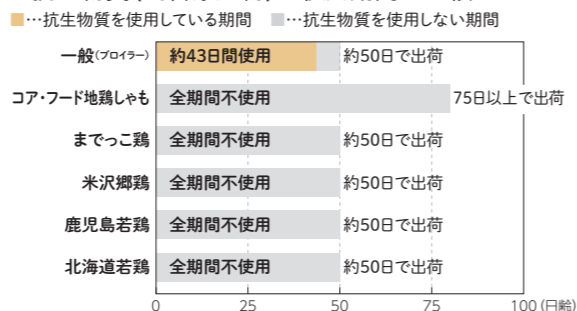 ■…抗生物質を使用している期間 ■…抗生物質を使用しない期間
一般(ブロイラー) 約43日間使用 約50日で出荷
コア・フード地鶏しゃも 全期間不使用 75日以上で出荷
までっこ鶏 全期間不使用 約50日で出荷
米沢郷鶏 全期間不使用 約50日で出荷
鹿児島若鶏 全期間不使用 約50日で出荷
北海道若鶏 全期間不使用 約50日で出荷
0 25 50 75 100 (日齢)